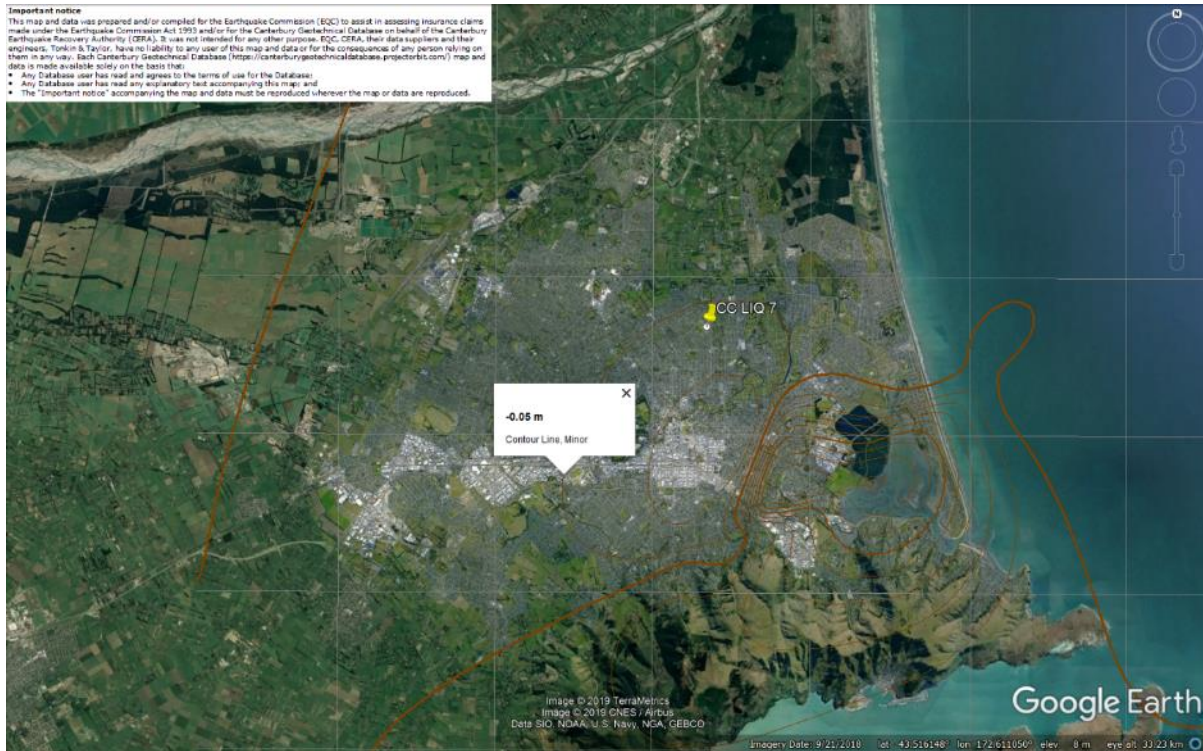 Important notice
This map and data was prepared and/or compiled for the Earthquake Commission (EQC) to assist in assessing insurance claims
made under the Earthquake Commission Act 1993 and/or for the Canterbury Geotechnical Database on behalf of the Canterbury
Earthquake Recovery Authority (CERA). It was not intended for any other purpose. EQC, CERA, their data suppliers and their
engineers, Tonkin & Taylor, have no liability to any user of this map and data or for the consequences of any person relying on
them in any way. Each Canterbury Geotechnical Database (https://canterburygeotechnicaldatabase.projectorbit.com/) map and
data is made available solely on the basis that:
• Any Database user has read and agrees to the terms of use for the Database;
• Any Database user has read any explanatory text accompanying this map; and
• The "Important notice" accompanying the map and data must be reproduced wherever the map or data are reproduced.
N
CC LIQ 7
-0.05 m
Contour Line, Minor
Image © 2019 TerraMetrics
Image © 2019 CNES / Airbus
Data SIO, NOAA, U.S. Navy, NGA, GEBCO
Google Earth
Imagery Date: 9/21/2018 lat -43.516148° lon 172.611050° elev 8 m eye alt 33.23 km